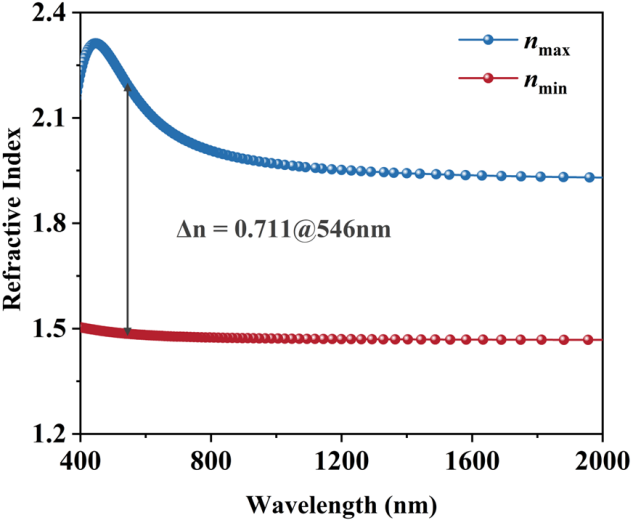 2.4
2.1
1.8
1.5
1.2
Refractive Index
n_max
n_min
Δn = 0.711@546nm
400
800
1200
1600
2000
Wavelength (nm)